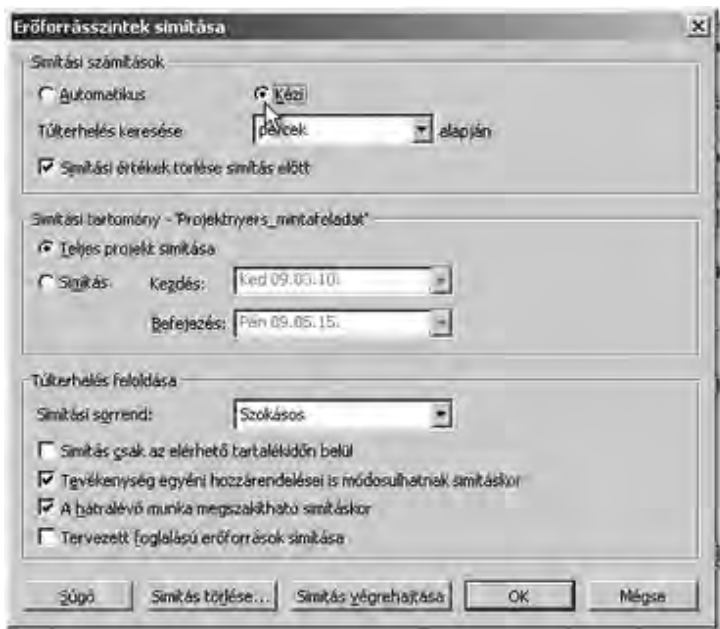 Erőforrásszintek simítása
Simítási számítások
Automatikus
Kézi
Túlterhelés keresése percek alapján
Simítási értékek törlése simítás előtt
Simítási tartomány - 'Projektnyers_mintafeladat'
Teljes projekt simítása
Simítás Kezdés: Ked 09.03.10.
Befejezés: Pén 09.05.15.
Túlterhelés feloldása
Simítási sorrend: Szokásos
Simítás csak az elérhető tartalékidőn belül
Tevékenység egyéni hozzárendelései is módosulhatnak simításkor
A hátralévő munka megszakítható simításkor
Tervezett foglalású erőforrások simítása
Súgó
Simítás törlése...
Simítás végrehajtása
OK
Mégse